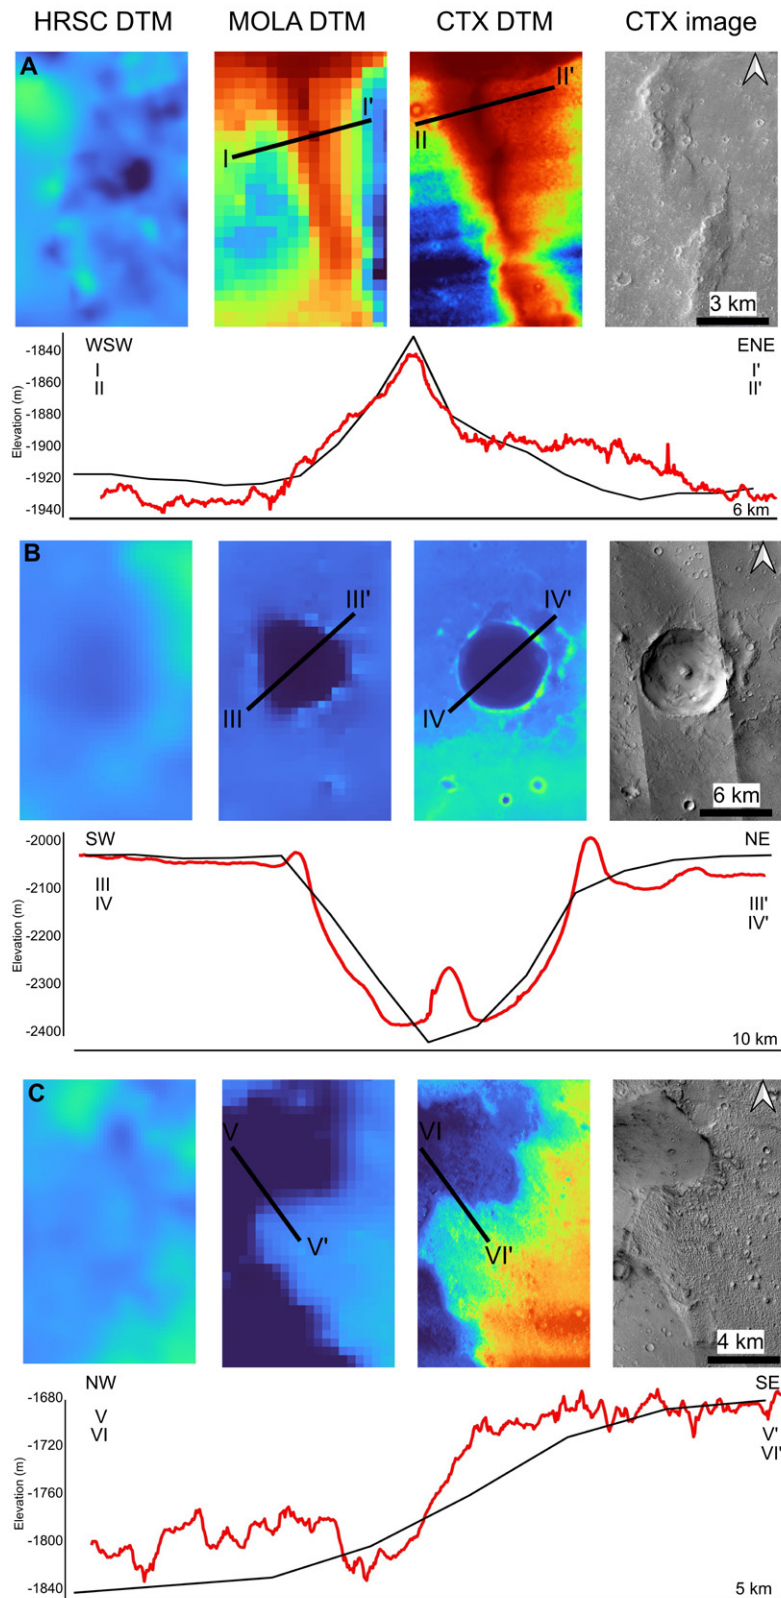 HRSC DTM MOLA DTM CTX DTM CTX image
A
I I'
II II'
3 km
Elevation (m)
-1840
-1860
-1880
-1900
-1920
-1940
WSW ENE
I I'
II II'
6 km
B
III III'
IV IV'
6 km
Elevation (m)
-2000
-2100
-2200
-2300
-2400
SW NE
III III'
IV IV'
10 km
C
V V'
VI VI'
4 km
Elevation (m)
-1680
-1720
-1760
-1800
-1840
NW SE
V V'
VI VI'
5 km